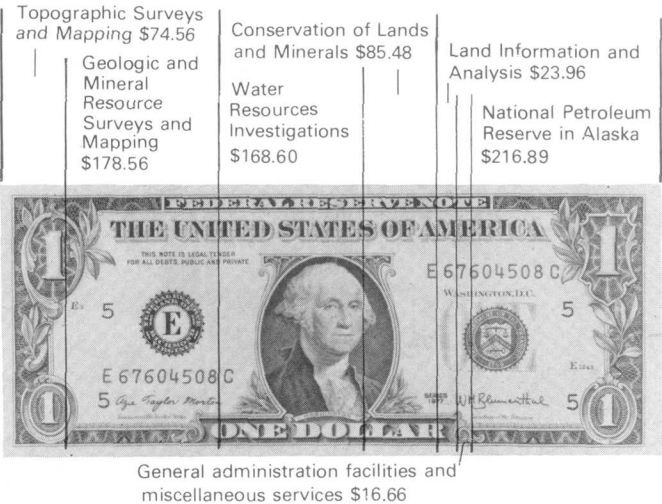 Topographic Surveys
and Mapping $74.56
Geologic and
Mineral
Resource
Surveys and
Mapping
$178.56
Conservation of Lands
and Minerals $85.48
Water
Resources
Investigations
$168.60
Land Information and
Analysis $23.96
National Petroleum
Reserve in Alaska
$216.89
FEDERAL RESERVE NOTE
THE UNITED STATES OF AMERICA
THIS NOTE IS LEGAL TENDER
FOR ALL DEBTS, PUBLIC AND PRIVATE
E 67604508 C
WASHINGTON, D.C.
5
5
E
E 67604508 C
SERIES
1977
5
5
1
1
1
1
ONE DOLLAR
General administration facilities and
miscellaneous services $16.66